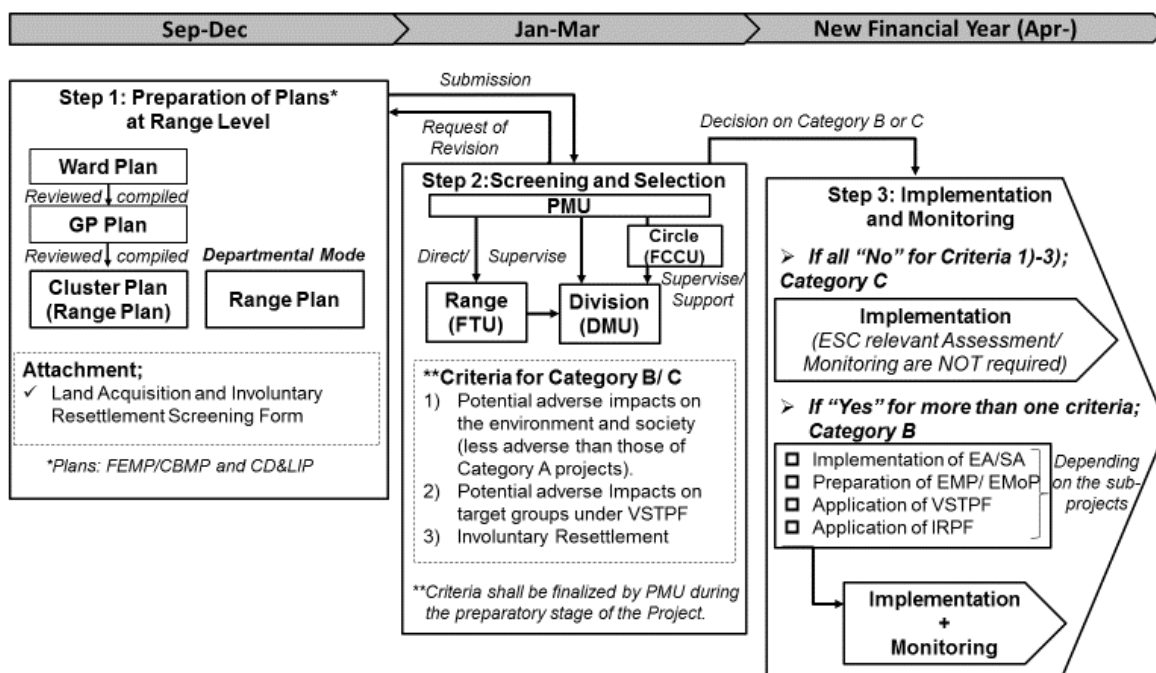 Sep-Dec
Jan-Mar
New Financial Year (Apr-)
Step 1: Preparation of Plans*
at Range Level
Ward Plan
Reviewed compiled
GP Plan
Reviewed compiled
Cluster Plan
(Range Plan)
Departmental Mode
Range Plan
Attachment;
✓ Land Acquisition and Involuntary
Resettlement Screening Form
*Plans: FEMP/CBMP and CD&LIP
Submission
Request of
Revision
Step 2:Screening and Selection
PMU
Circle
(FCCU)
Direct/ Supervise
Supervise/
Support
Range
(FTU)
Division
(DMU)
**Criteria for Category B/ C
1) Potential adverse impacts on
the environment and society
(less adverse than those of
Category A projects).
2) Potential adverse Impacts on
target groups under VSTPF
3) Involuntary Resettlement
**Criteria shall be finalized by PMU during
the preparatory stage of the Project.
Decision on Category B or C
Step 3: Implementation
and Monitoring
➢ If all “No” for Criteria 1)-3);
Category C
Implementation
(ESC relevant Assessment/
Monitoring are NOT required)
➢ If “Yes” for more than one criteria;
Category B
❑ Implementation of EA/SA
❑ Preparation of EMP/ EMoP
❑ Application of VSTPF
❑ Application of IRPF
Depending
on the sub-
projects
Implementation
+
Monitoring